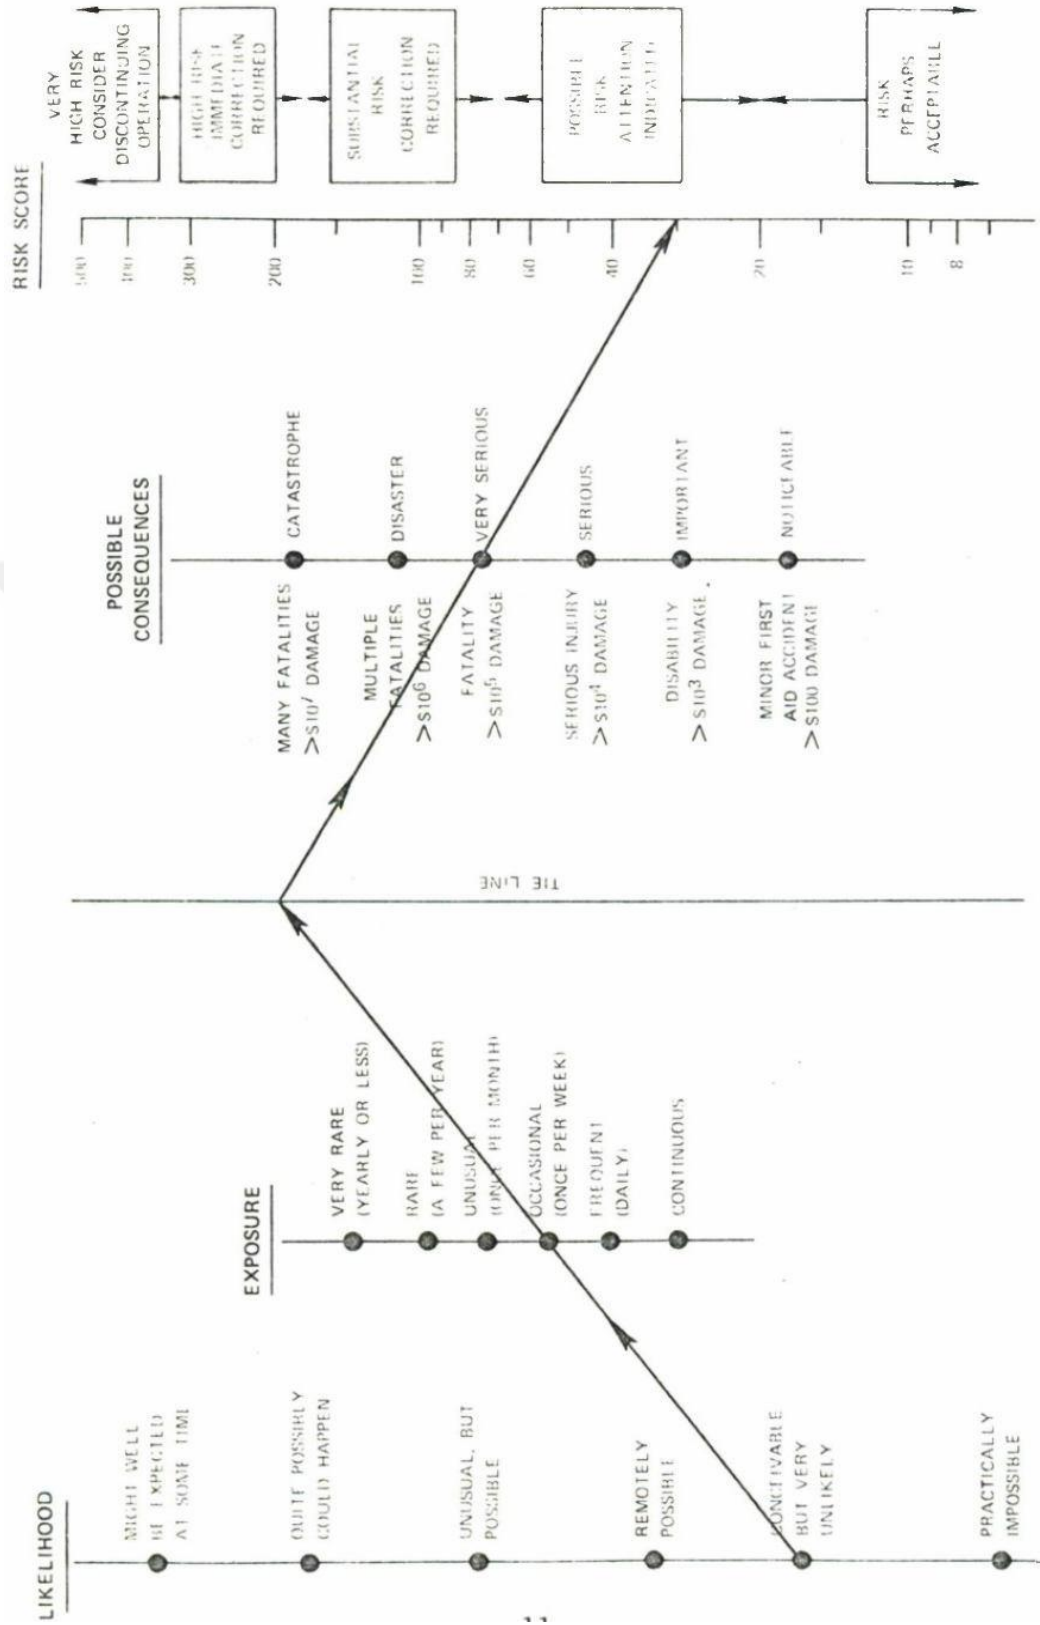 LIKELIHOOD
MIGHT WELL
BE EXPECTED
AT SOME TIME
QUITE POSSIBLY
COULD HAPPEN
UNUSUAL, BUT
POSSIBLE
REMOTELY
POSSIBLE
CONCEIVABLE
BUT VERY
UNLIKELY
PRACTICALLY
IMPOSSIBLE
EXPOSURE
VERY RARE
(YEARLY OR LESS)
RARE
(A FEW PER YEAR)
UNUSUAL
(ONCE PER MONTH)
OCCASIONAL
(ONCE PER WEEK)
FREQUENT
(DAILY)
CONTINUOUS
TIE LINE
POSSIBLE
CONSEQUENCES
MANY FATALITIES
>$10⁷ DAMAGE
CATASTROPHE
MULTIPLE
FATALITIES
>$10⁶ DAMAGE
DISASTER
FATALITY
>$10⁵ DAMAGE
VERY SERIOUS
SERIOUS INJURY
>$10⁴ DAMAGE
SERIOUS
DISABILITY
>$10³ DAMAGE
IMPORTANT
MINOR FIRST
AID ACCIDENT
>$100 DAMAGE
NOTICEABLE
RISK SCORE
500
400
300
200
100
80
60
40
20
10
8
VERY
HIGH RISK
CONSIDER
DISCONTINUING
OPERATION
HIGH RISK
IMMEDIATE
CORRECTION
REQUIRED
SUBSTANTIAL
RISK
CORRECTION
REQUIRED
POSSIBLE
RISK
ATTENTION
INDICATED
RISK
PERHAPS
ACCEPTABLE
11